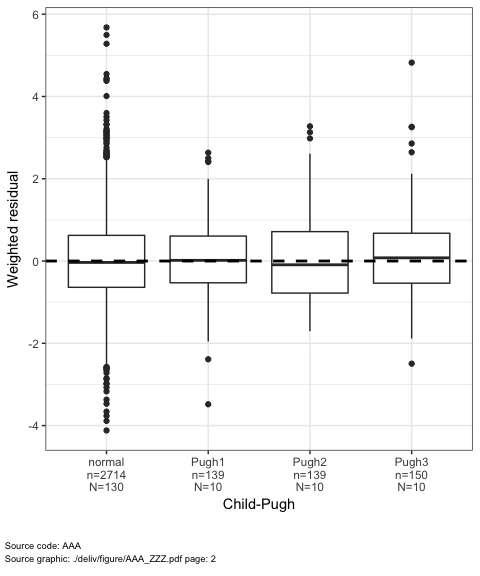 6
4
2
0
-2
-4
Weighted residual
normal Pugh1 Pugh2 Pugh3
n=2714 n=139 n=139 n=150
N=130 N=10 N=10 N=10
Child-Pugh
Source code: AAA
Source graphic: ./deliv/figure/AAA_ZZZ.pdf page: 2